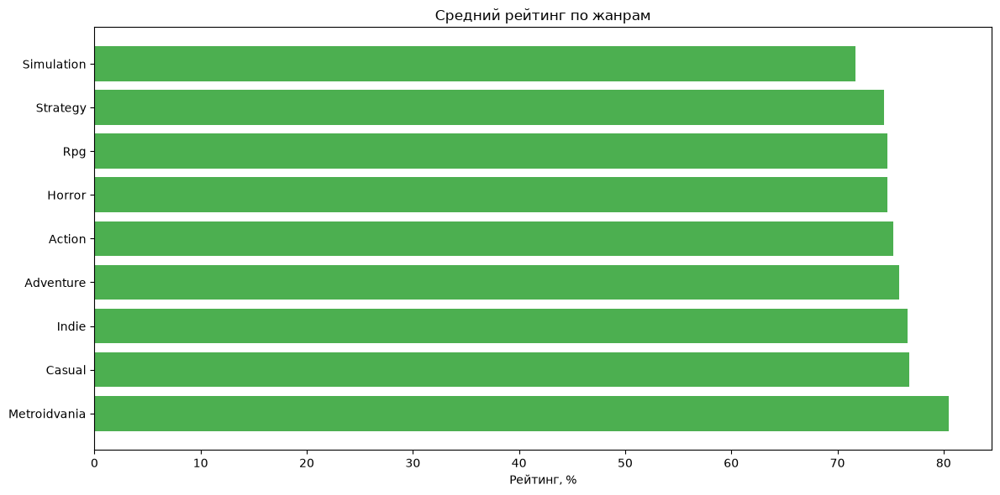 Средний рейтинг по жанрам
Simulation
Strategy
Rpg
Horror
Action
Adventure
Indie
Casual
Metroidvania
0 10 20 30 40 50 60 70 80
Рейтинг, %